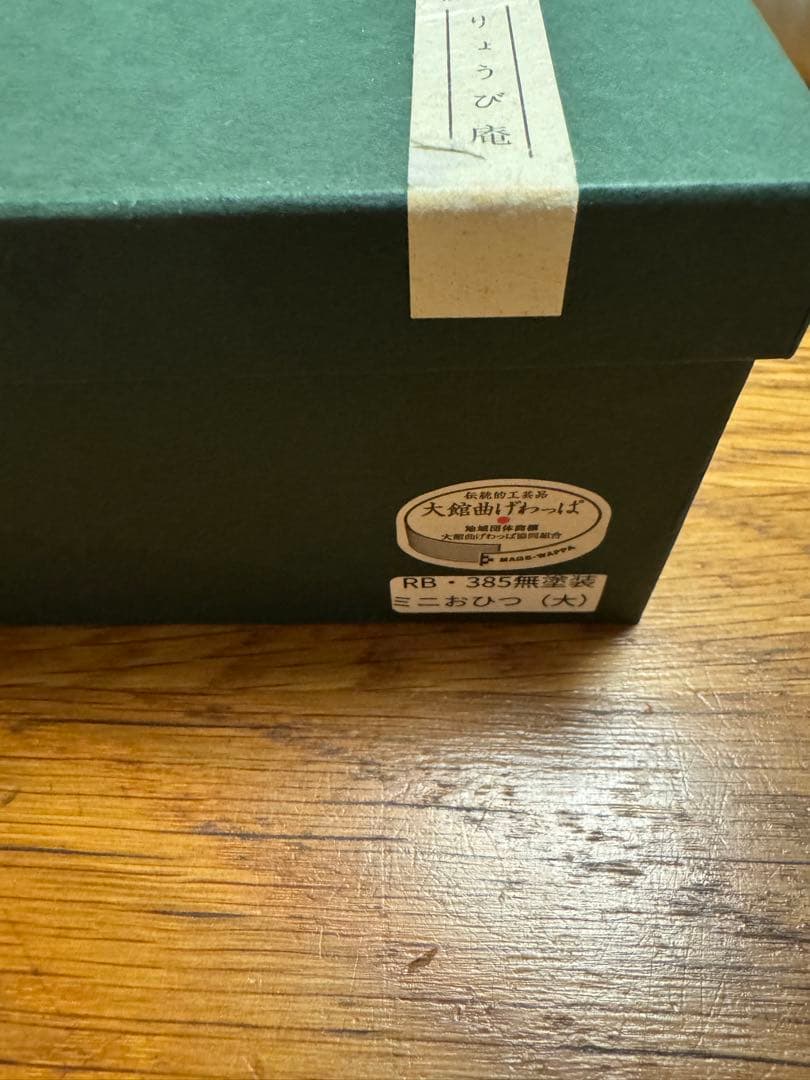 りょうび庵
伝統的工芸品
大館曲げわっぱ
地域団体商標
大館曲げわっぱ協同組合
MAGE-WAPPA
RB・385無塗装
ミニおひつ（大）